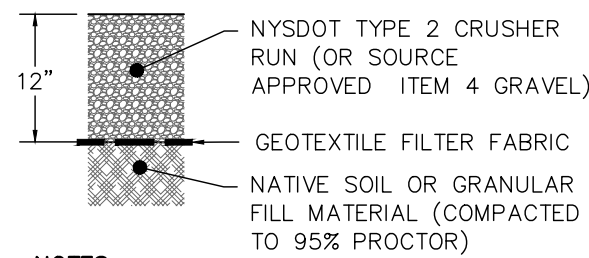 NYSDOT TYPE 2 CRUSHER
RUN (OR SOURCE
APPROVED ITEM 4 GRAVEL)
12"
GEOTEXTILE FILTER FABRIC
NATIVE SOIL OR GRANULAR
FILL MATERIAL (COMPACTED
TO 95% PROCTOR)